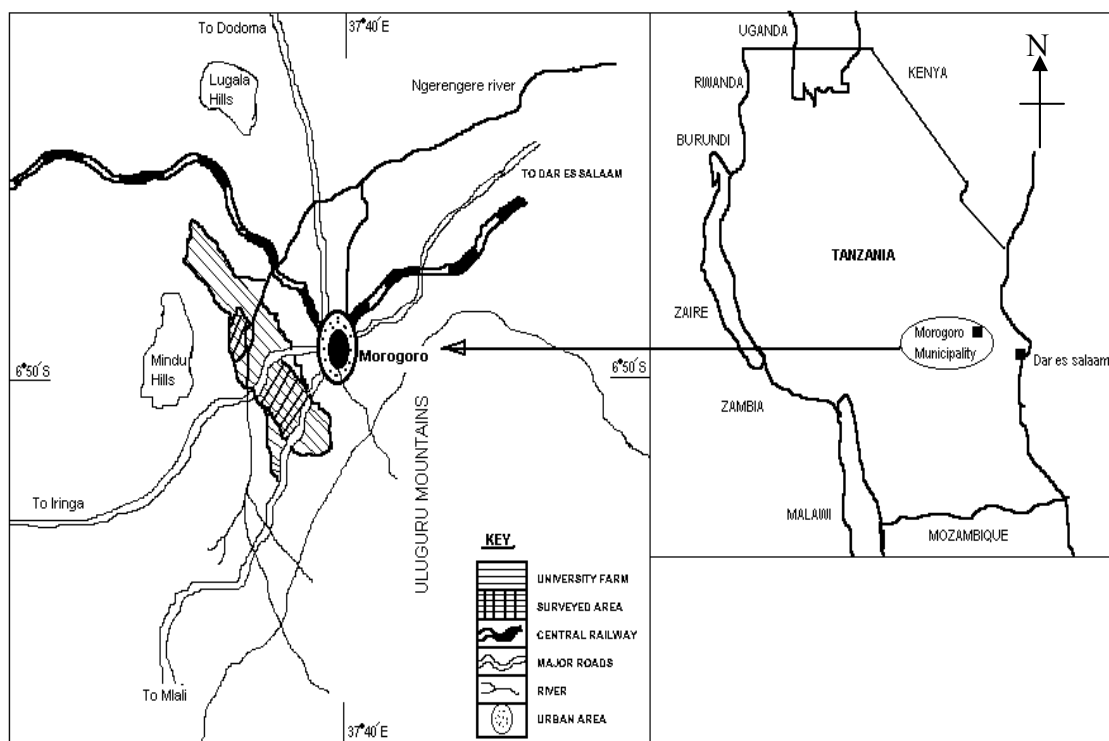 37°40´E
To Dodoma
Lugala
Hills
Ngerengere river
TO DAR ES SALAAM
Mindu
Hills
Morogoro
6°50´S
6°50´S
ULUGURU MOUNTAINS
To Iringa
To Mlali
37°40´E
KEY
UNIVERSITY FARM
SURVEYED AREA
CENTRAL RAILWAY
MAJOR ROADS
RIVER
URBAN AREA
UGANDA
N
KENYA
RWANDA
BURUNDI
TANZANIA
ZAIRE
Morogoro
Municipality
Dar es salaam
ZAMBIA
MALAWI
MOZAMBIQUE